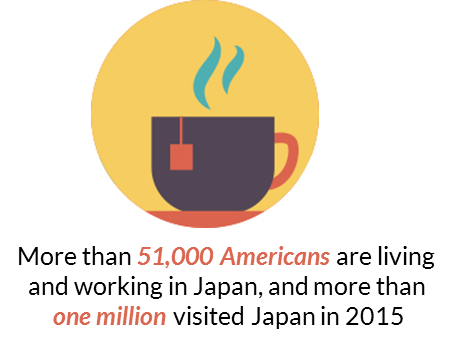 More than 51,000 Americans are living
and working in Japan, and more than
one million visited Japan in 2015